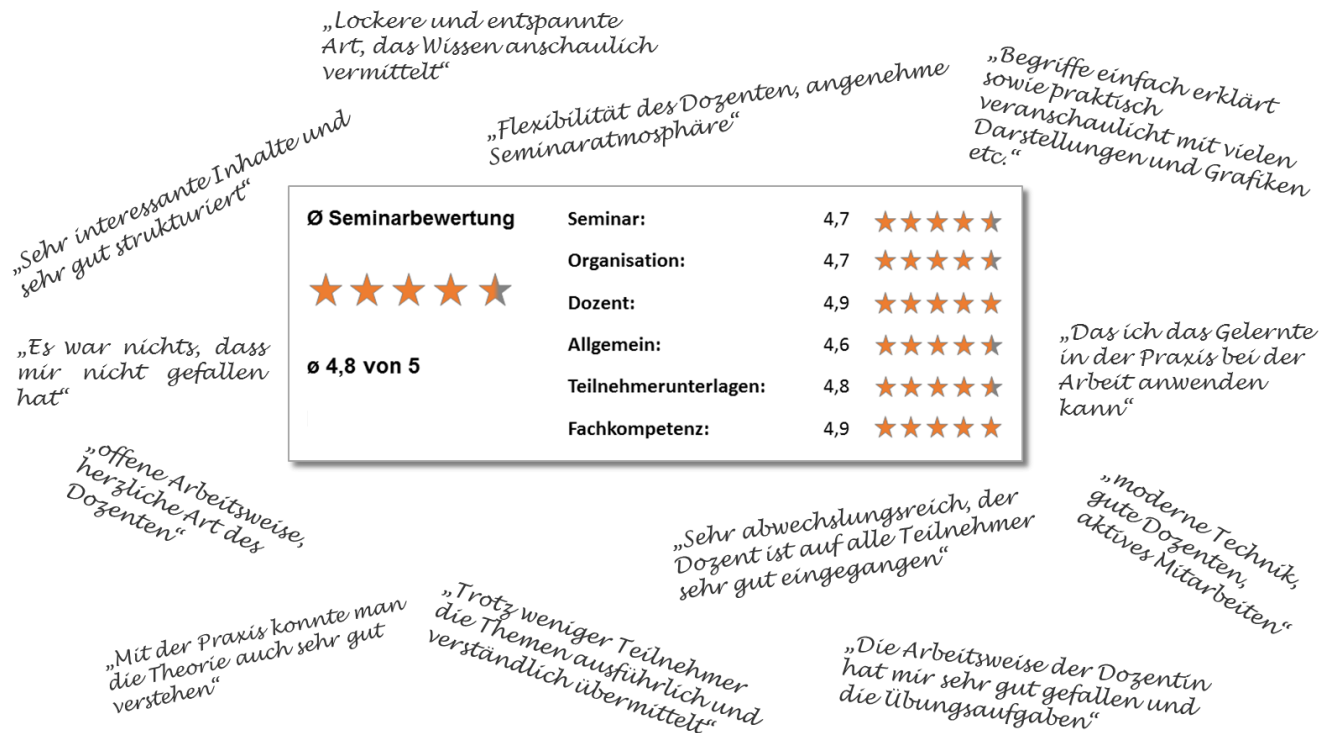 „Lockere und entspannte
Art, das Wissen anschaulich
vermittelt“
„Flexibilität des Dozenten, angenehme
Seminaratmosphäre“
„Begriffe einfach erklärt
sowie praktisch
veranschaulicht mit vielen
Darstellungen und Grafiken
etc.“
„Sehr interessante Inhalte und
sehr gut strukturiert“
Ø Seminarbewertung
ø 4,8 von 5
Seminar: 4,7
Organisation: 4,7
Dozent: 4,9
Allgemein: 4,6
Teilnehmerunterlagen: 4,8
Fachkompetenz: 4,9
„Es war nichts, dass
mir nicht gefallen
hat“
„Das ich das Gelernte
in der Praxis bei der
Arbeit anwenden
kann“
„offene Arbeitsweise,
herzliche Art des
Dozenten“
„Sehr abwechslungsreich, der
Dozent ist auf alle Teilnehmer
sehr gut eingegangen“
„moderne Technik,
gute Dozenten,
aktives Mitarbeiten“
„Mit der Praxis konnte man
die Theorie auch sehr gut
verstehen“
„Trotz weniger Teilnehmer
die Themen ausführlich und
verständlich übermittelt“
„Die Arbeitsweise der Dozentin
hat mir sehr gut gefallen und
die Übungsaufgaben“